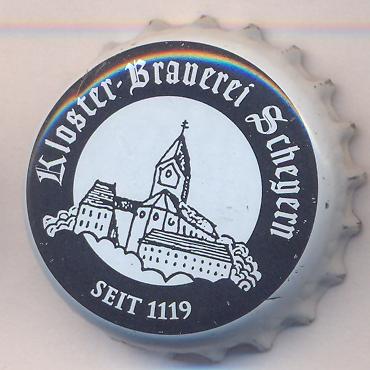 Kloster-Brauerei Scheyern
SEIT 1119